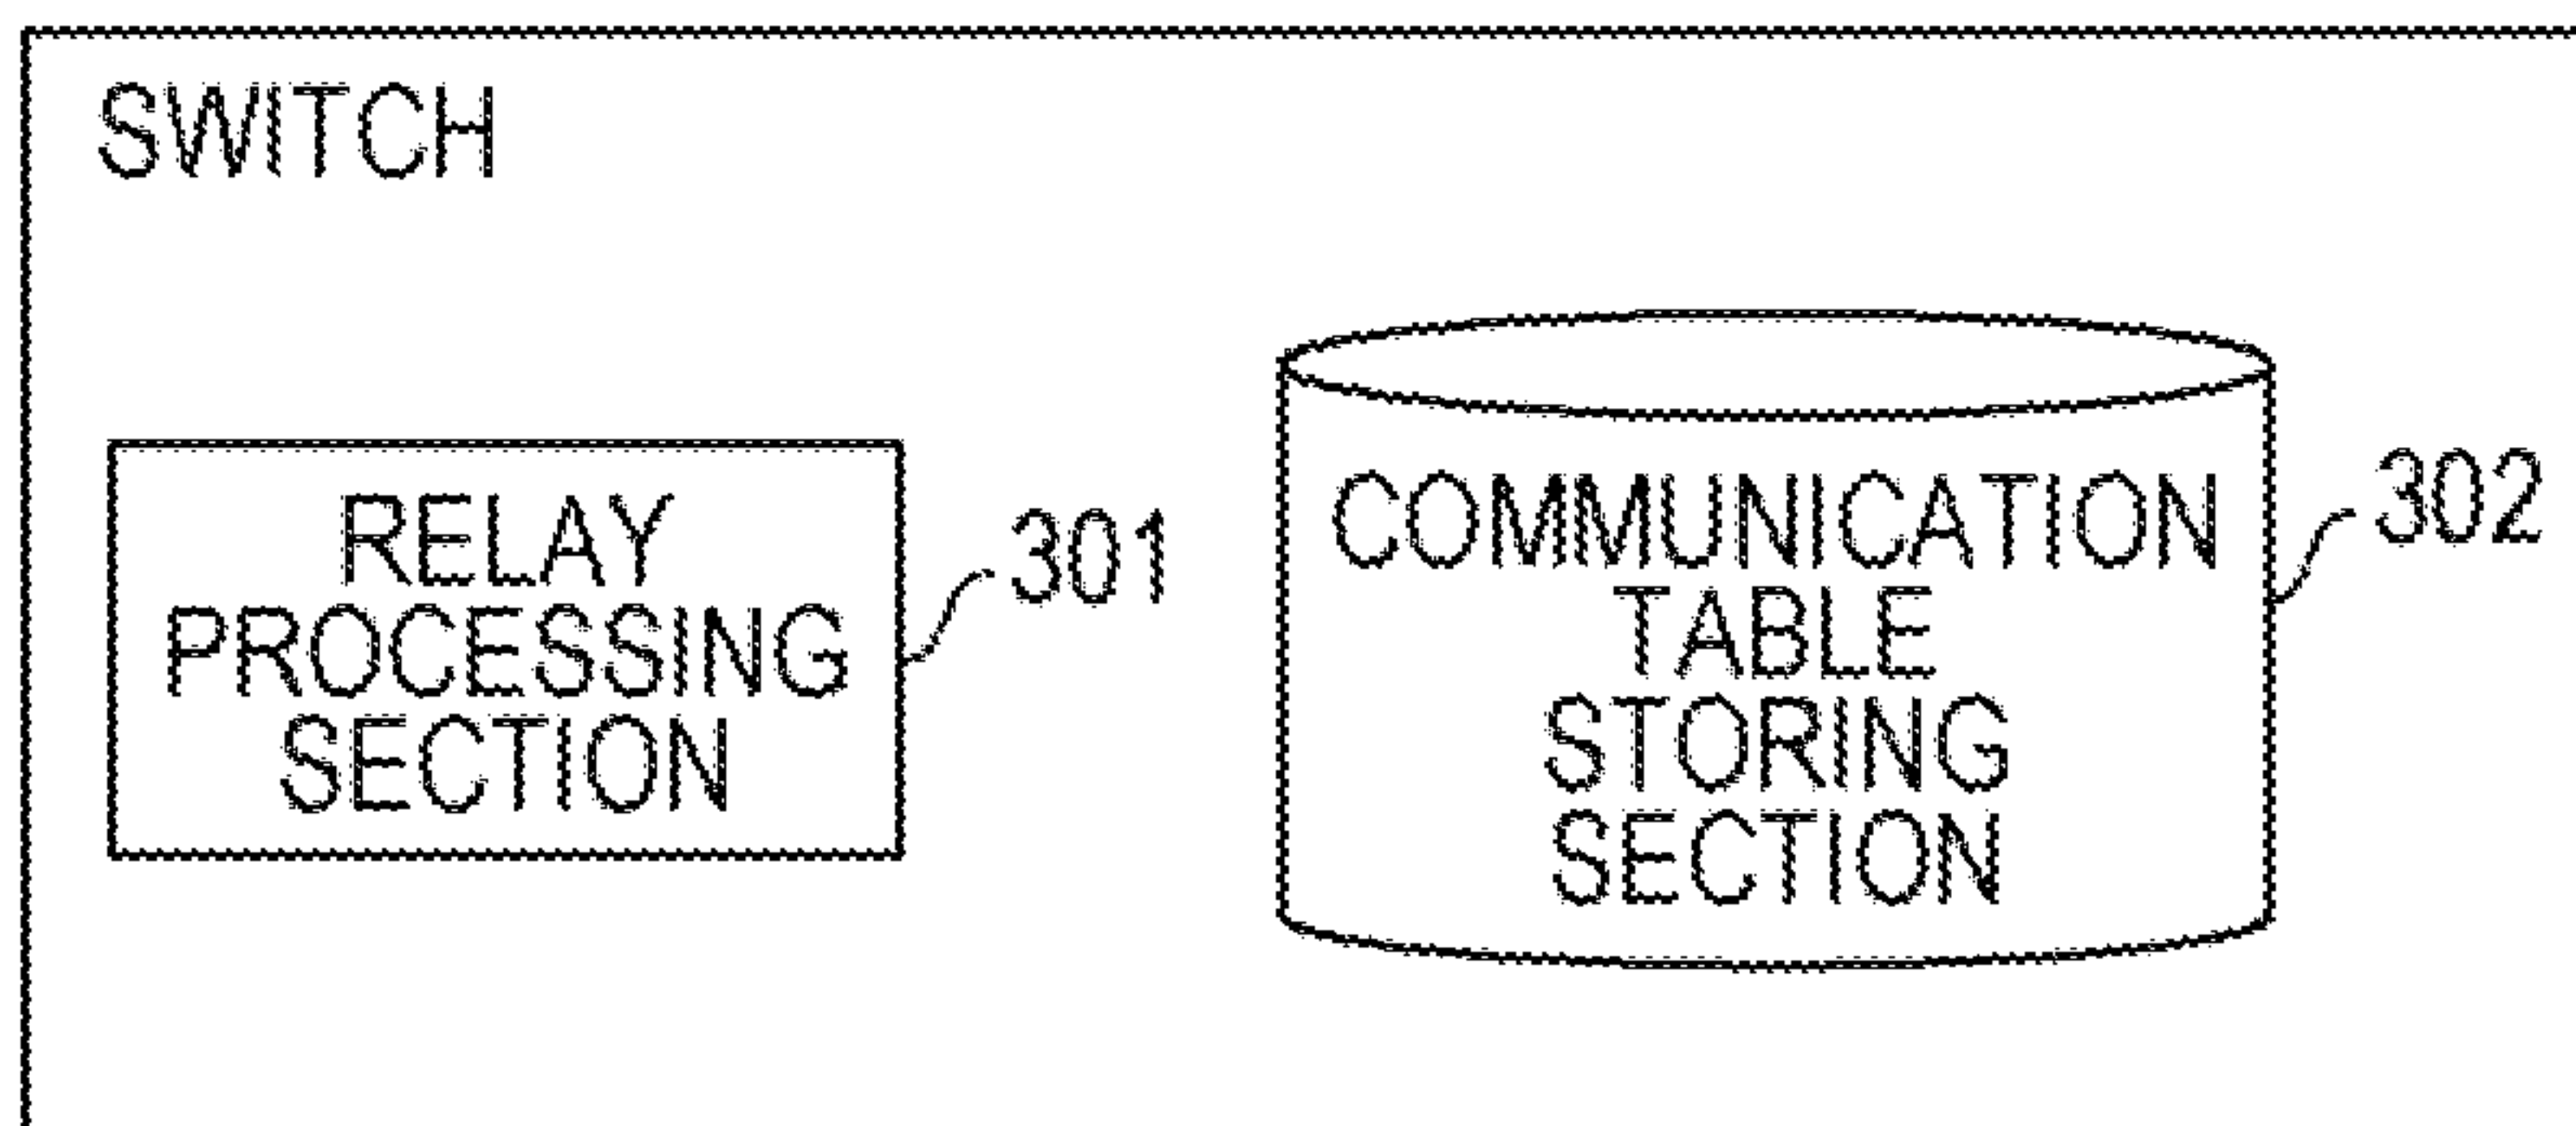 SWITCH
RELAY
PROCESSING
SECTION
301
COMMUNICATION
TABLE
STORING
SECTION
302